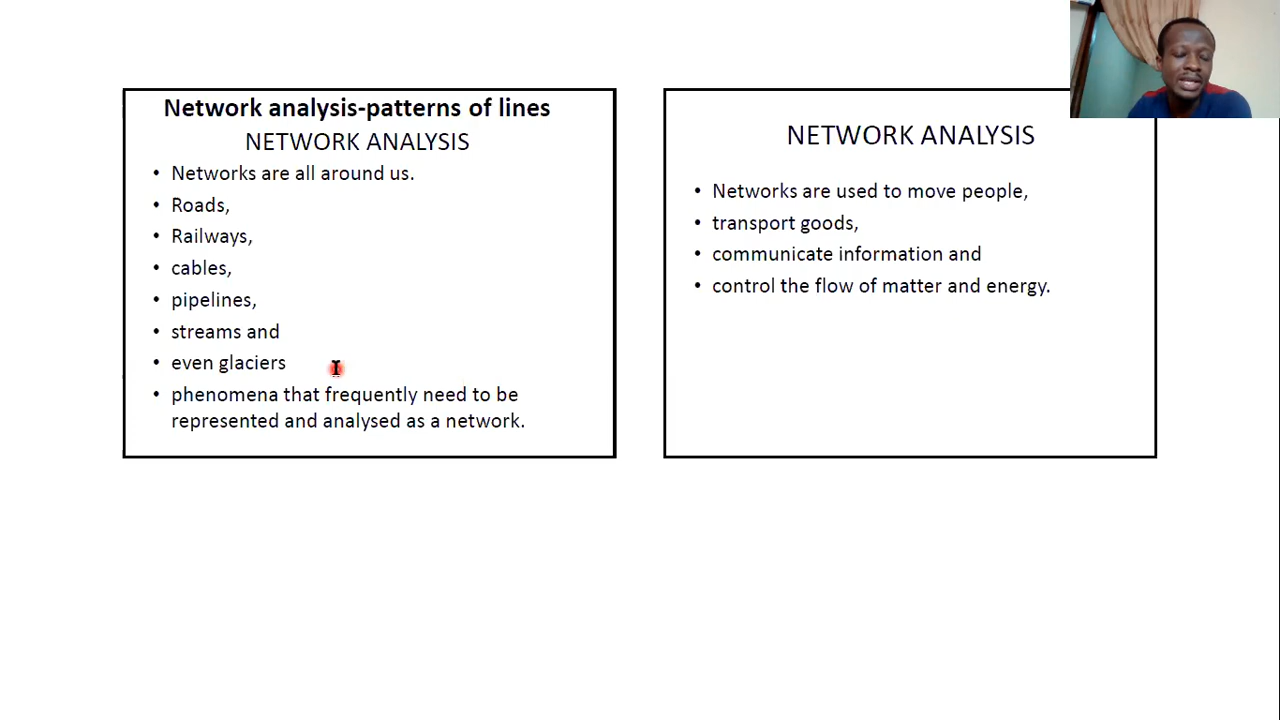 Network analysis-patterns of lines
NETWORK ANALYSIS
• Networks are all around us.
• Roads,
• Railways,
• cables,
• pipelines,
• streams and
• even glaciers
• phenomena that frequently need to be
represented and analysed as a network.
NETWORK ANALYSIS
• Networks are used to move people,
• transport goods,
• communicate information and
• control the flow of matter and energy.